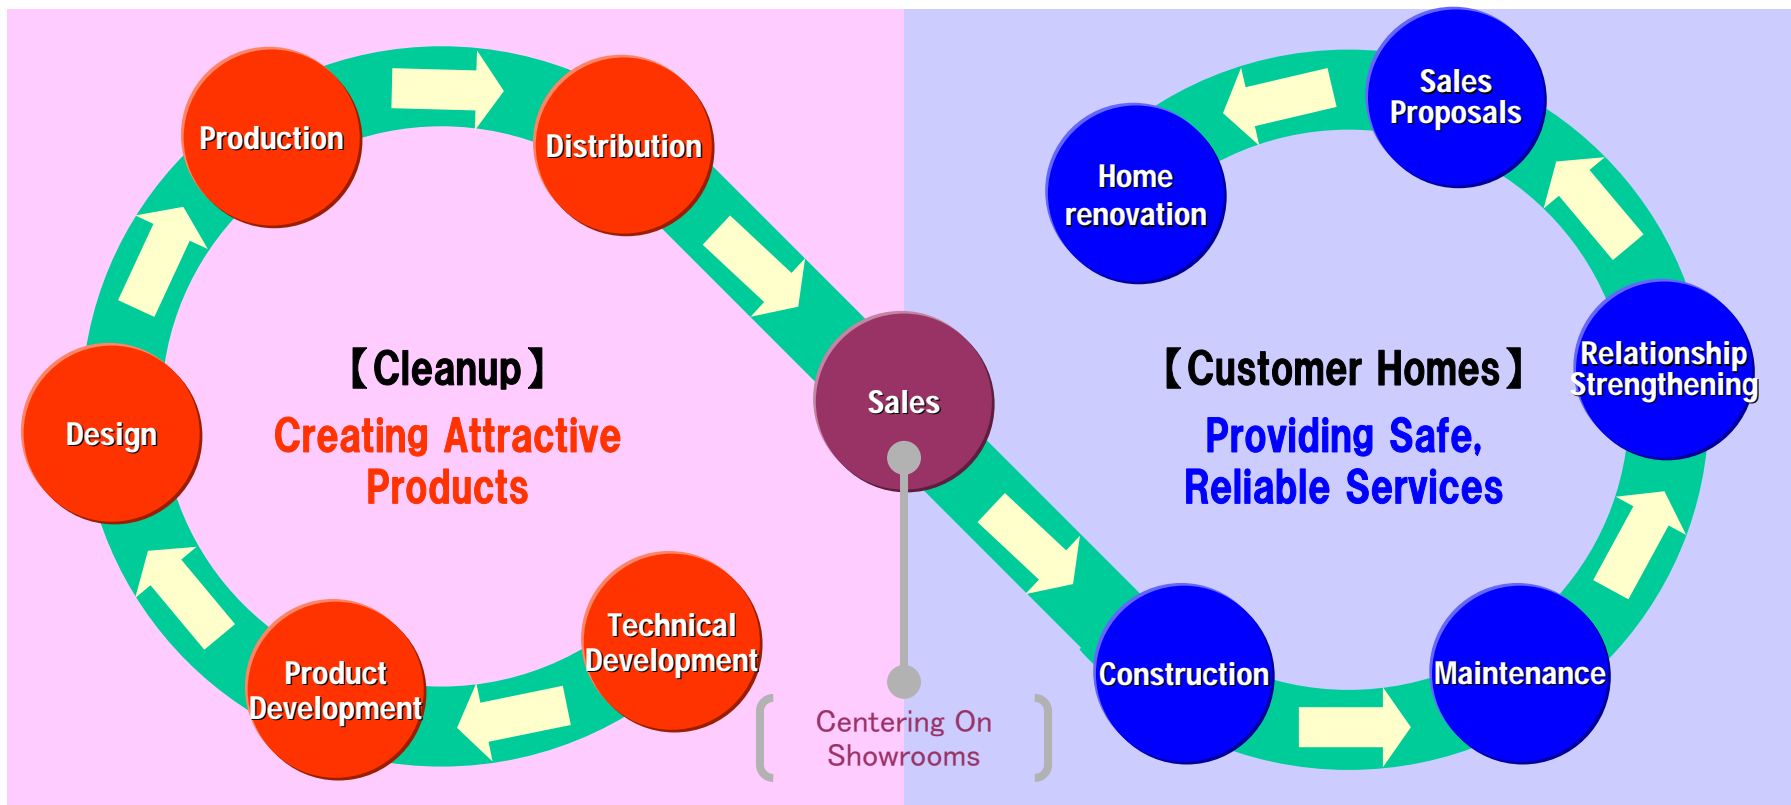 Production
Distribution
Design
Product
Development
Technical
Development
【Cleanup】
Creating Attractive
Products
Sales
Centering On
Showrooms
Sales
Proposals
Home
renovation
Relationship
Strengthening
【Customer Homes】
Providing Safe,
Reliable Services
Construction
Maintenance